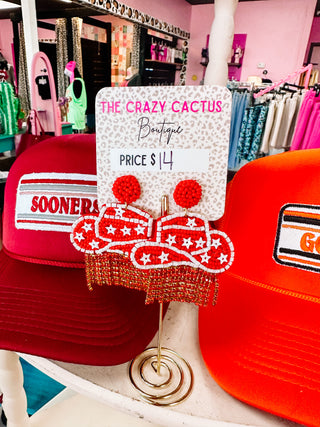 THE CRAZY CACTUS
Boutique
PRICE $ 14
SOONERS
GO